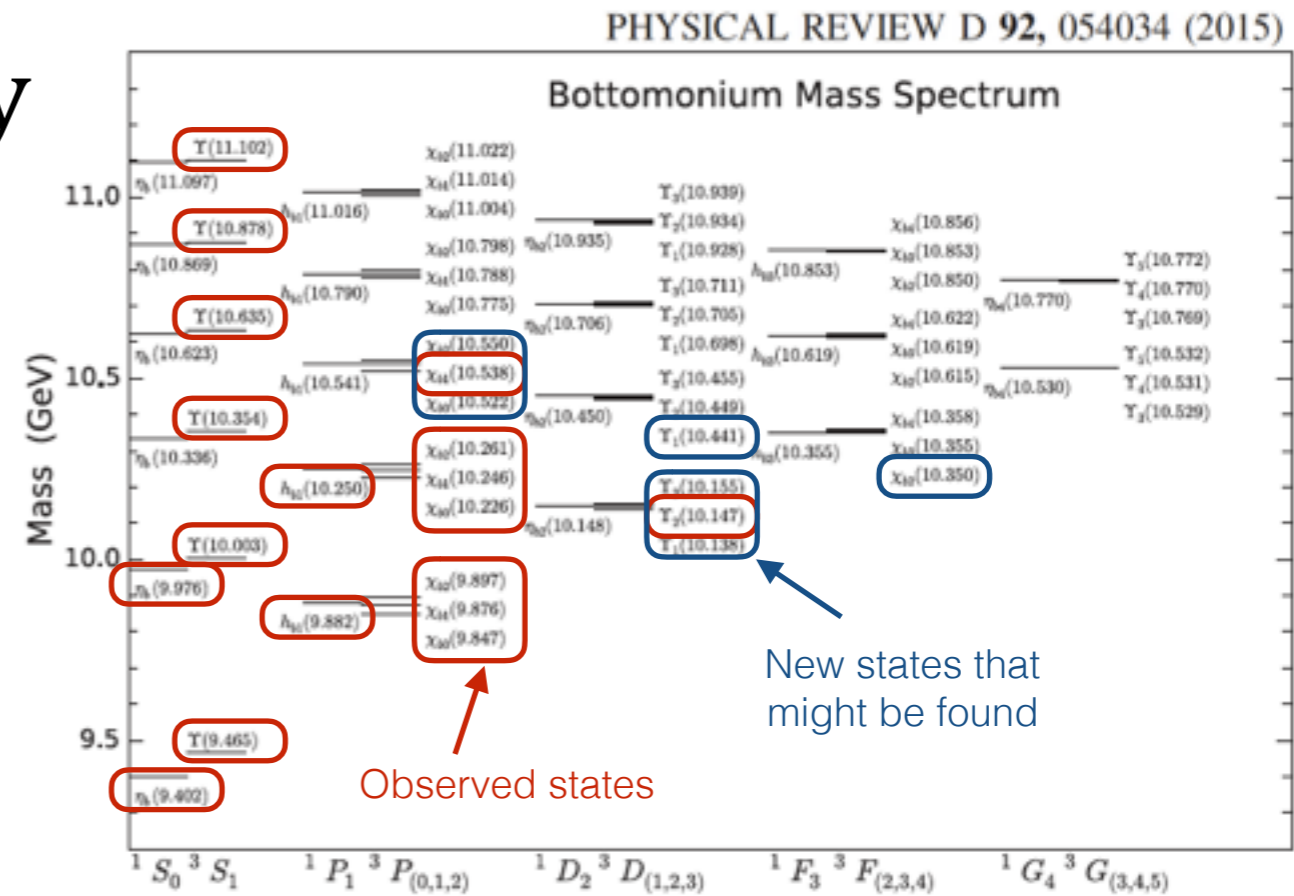 PHYSICAL REVIEW D 92, 054034 (2015)
y
Bottomonium Mass Spectrum
Mass (GeV)
11.0
10.5
10.0
9.5
Υ(11.102)
η_b(11.097)
Υ(10.878)
η_b(10.869)
Υ(10.635)
η_b(10.623)
Υ(10.354)
η_b(10.336)
Υ(10.003)
η_b(9.976)
Υ(9.465)
η_b(9.402)
h_b1(11.016)
h_b1(10.790)
h_b1(10.541)
h_b1(10.250)
h_b1(9.882)
χ_b2(11.022)
χ_b1(11.014)
χ_b0(11.004)
χ_b2(10.798)
χ_b1(10.788)
χ_b0(10.775)
χ_b2(10.550)
χ_b1(10.538)
χ_b0(10.522)
χ_b2(10.261)
χ_b1(10.246)
χ_b0(10.226)
χ_b2(9.897)
χ_b1(9.876)
χ_b0(9.847)
η_b2(10.935)
η_b2(10.706)
η_b2(10.450)
η_b2(10.148)
Υ_3(10.939)
Υ_2(10.934)
Υ_1(10.928)
Υ_3(10.711)
Υ_2(10.705)
Υ_1(10.698)
Υ_3(10.455)
Υ_2(10.449)
Υ_1(10.441)
Υ_3(10.155)
Υ_2(10.147)
Υ_1(10.138)
h_b3(10.853)
h_b3(10.619)
h_b3(10.355)
χ_b4(10.856)
χ_b3(10.853)
χ_b2(10.850)
χ_b4(10.622)
χ_b3(10.619)
χ_b2(10.615)
χ_b4(10.358)
χ_b3(10.355)
χ_b2(10.350)
η_b4(10.770)
η_b4(10.530)
Υ_5(10.772)
Υ_4(10.770)
Υ_3(10.769)
Υ_5(10.532)
Υ_4(10.531)
Υ_3(10.529)
New states that
might be found
Observed states
¹S₀ ³S₁ ¹P₁ ³P₍₀,₁,₂₎ ¹D₂ ³D₍₁,₂,₃₎ ¹F₃ ³F₍₂,₃,₄₎ ¹G₄ ³G₍₃,₄,₅₎